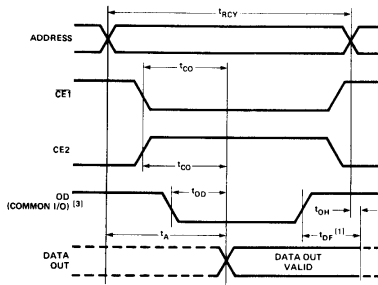 tRCY
ADDRESS
tCO
CE1
CE2
tCO
OD
(COMMON I/O) [3]
tOD
tOH
tA
tDF [1]
DATA
OUT
DATA OUT
VALID